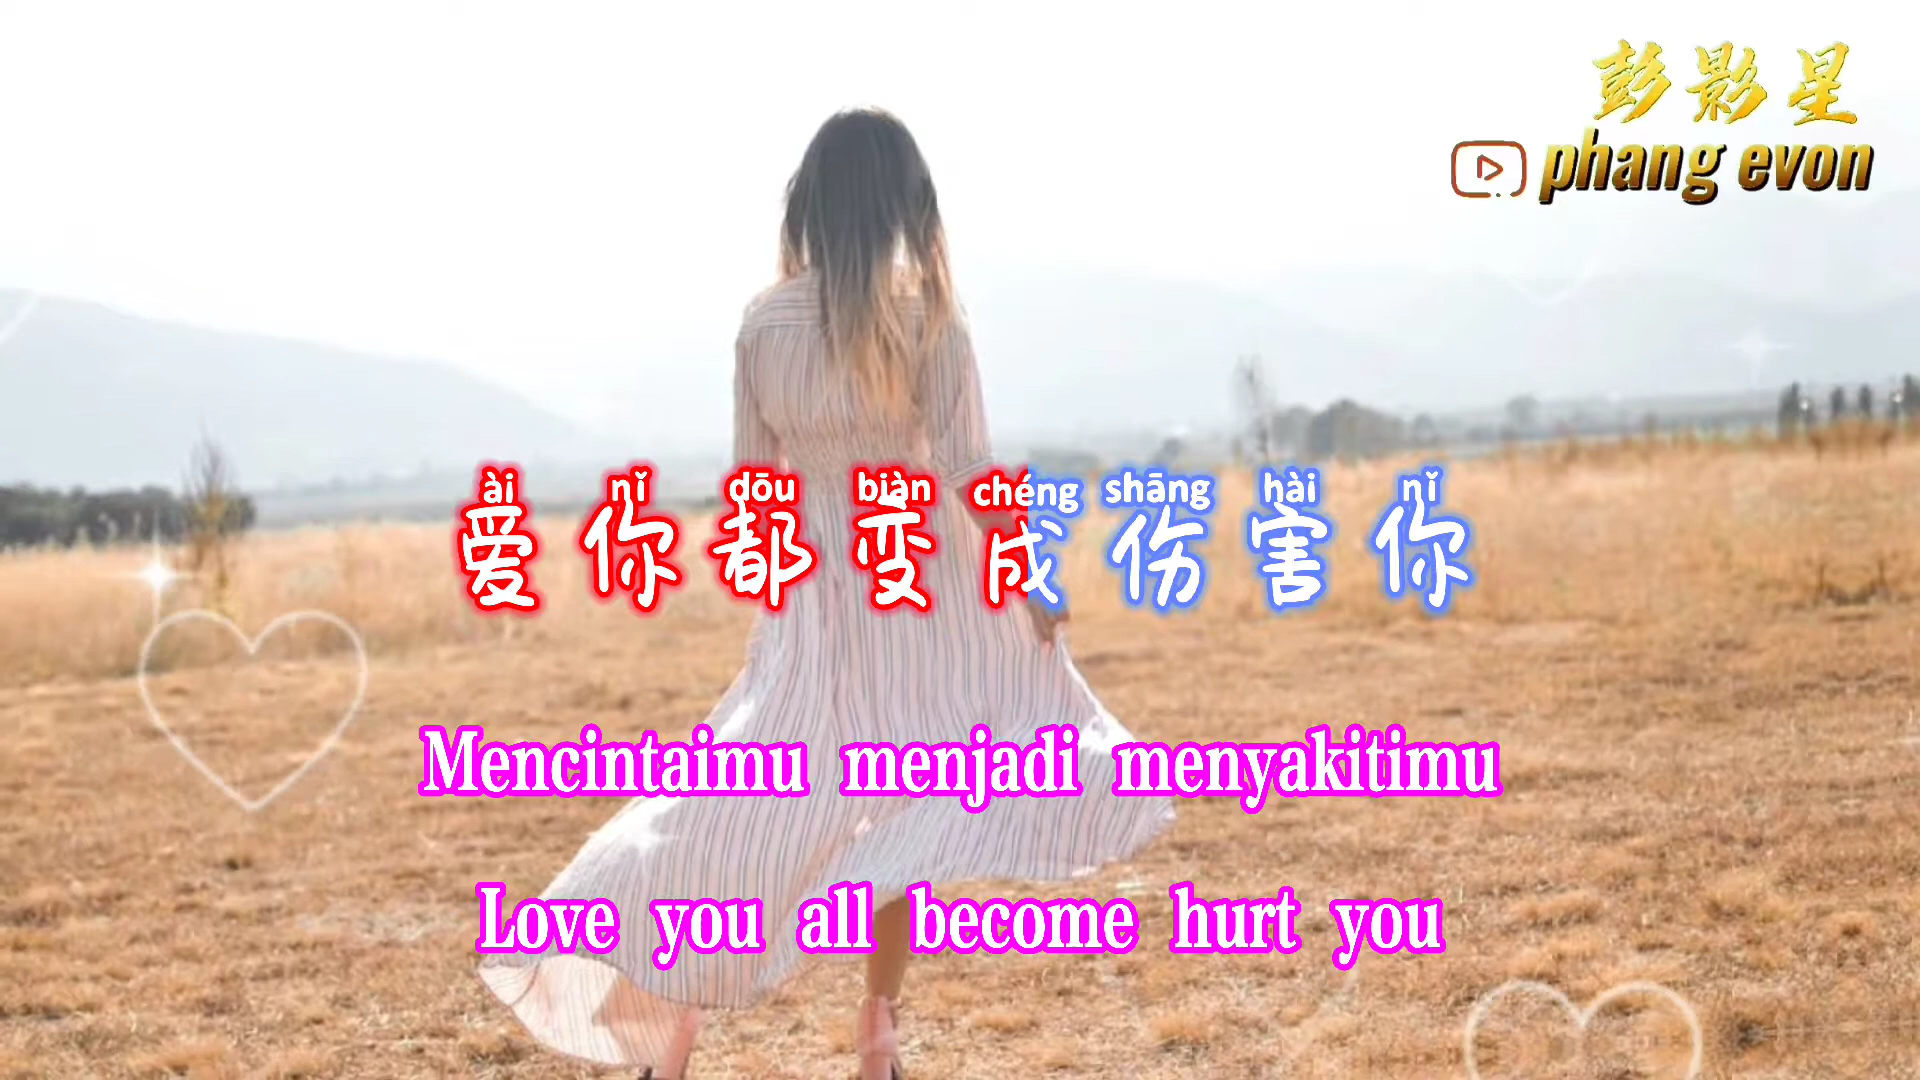 彭影星
phang evon
ài nǐ dōu biàn chéng shāng hài nǐ
爱你都变成伤害你
Mencintaimu menjadi menyakitimu
Love you all become hurt you